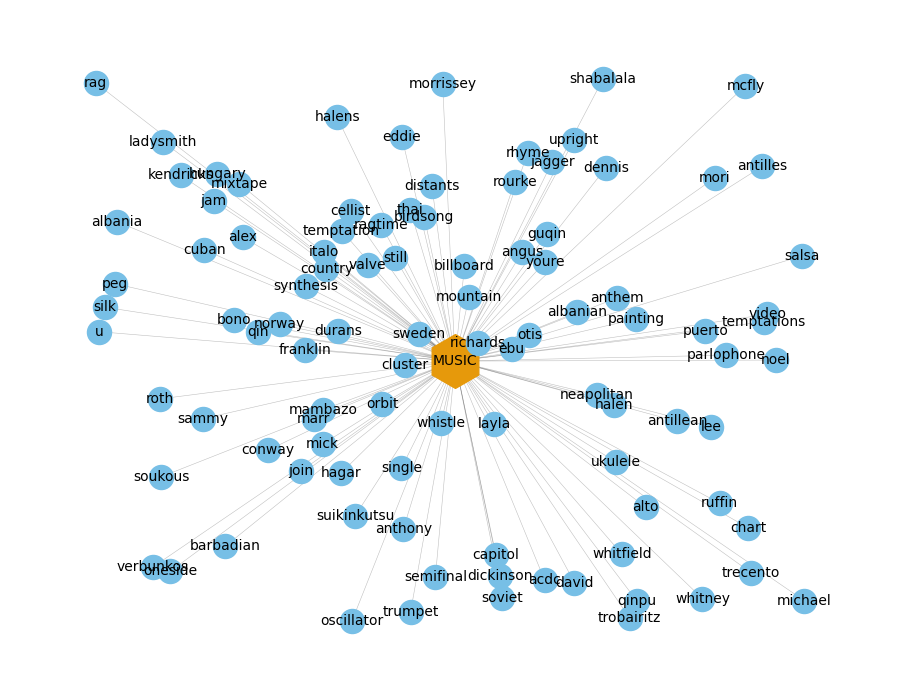 rag
morrissey
shabalala
mcfly
halens
eddie
ladysmith
upright
rhyme
jagger
dennis
antilles
kendricks
hungary
mixtape
mori
rourke
distants
jam
albania
cellist
thai
birdsong
ragtime
temptation
alex
guqin
cuban
italo
angus
youre
salsa
still
valve
country
billboard
peg
synthesis
mountain
anthem
silk
albanian
video
painting
temptations
bono
norway
u
qin
durans
sweden
otis
puerto
richards
ebu
franklin
MUSIC
parlophone
noel
cluster
roth
neapolitan
halen
orbit
mambazo
marr
sammy
whistle
layla
antillean
lee
mick
conway
ukulele
join
hagar
single
soukous
alto
ruffin
suikinkutsu
anthony
chart
barbadian
capitol
whitfield
verbunkos
oneside
semifinal
dickinson
acdc
david
trecento
soviet
qinpu
whitney
michael
oscillator
trumpet
trobairitz